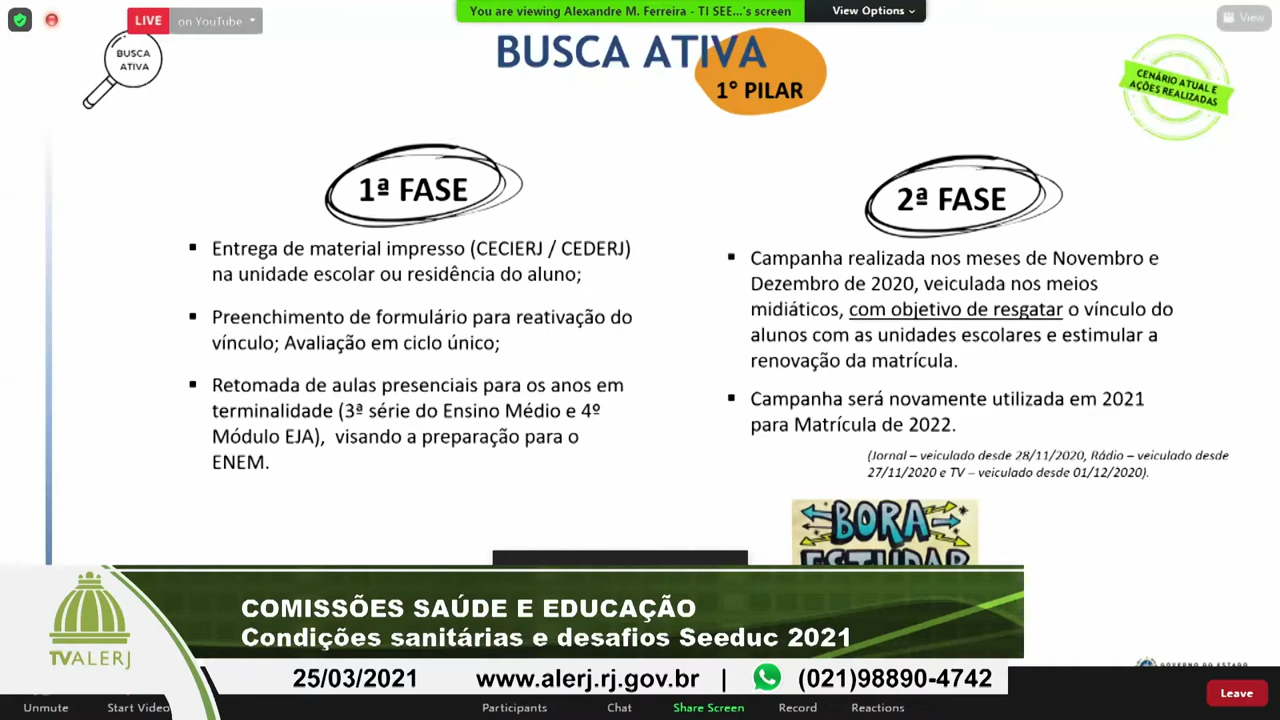 LIVE on YouTube
You are viewing Alexandre M. Ferreira - TI SEE...'s screen
View Options
View
BUSCA
ATIVA
BUSCA ATIVA
1° PILAR
CENÁRIO ATUAL E
AÇÕES REALIZADAS
1ª FASE
Entrega de material impresso (CECIERJ / CEDERJ)
na unidade escolar ou residência do aluno;
Preenchimento de formulário para reativação do
vínculo; Avaliação em ciclo único;
Retomada de aulas presenciais para os anos em
terminalidade (3ª série do Ensino Médio e 4º
Módulo EJA), visando a preparação para o
ENEM.
2ª FASE
Campanha realizada nos meses de Novembro e
Dezembro de 2020, veiculada nos meios
midiáticos, com objetivo de resgatar o vínculo do
alunos com as unidades escolares e estimular a
renovação da matrícula.
Campanha será novamente utilizada em 2021
para Matrícula de 2022.
(Jornal – veiculado desde 28/11/2020, Rádio – veiculado desde
27/11/2020 e TV – veiculado desde 01/12/2020).
BORA
ESTUDAR
COMISSÕES SAÚDE E EDUCAÇÃO
Condições sanitárias e desafios Seeduc 2021
TVALERJ
GOVERNO DO ESTADO
25/03/2021 www.alerj.rj.gov.br | (021)98890-4742
Unmute Start Video Participants Chat Share Screen Record Reactions Leave